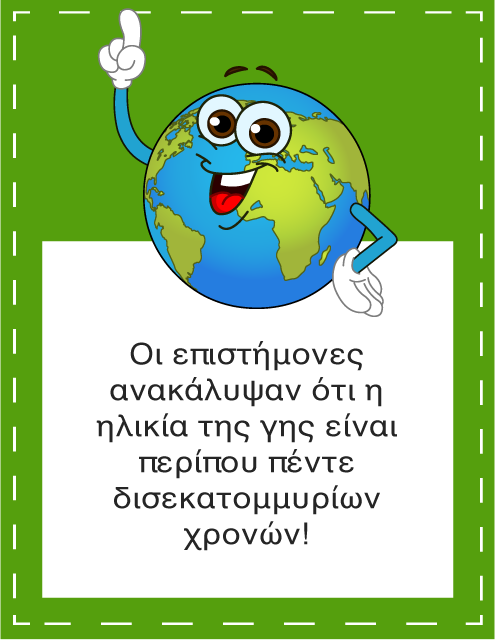 Οι επιστήμονες
ανακάλυψαν ότι η
ηλικία της γης είναι
περίπου πέντε
δισεκατομμυρίων
χρονών!